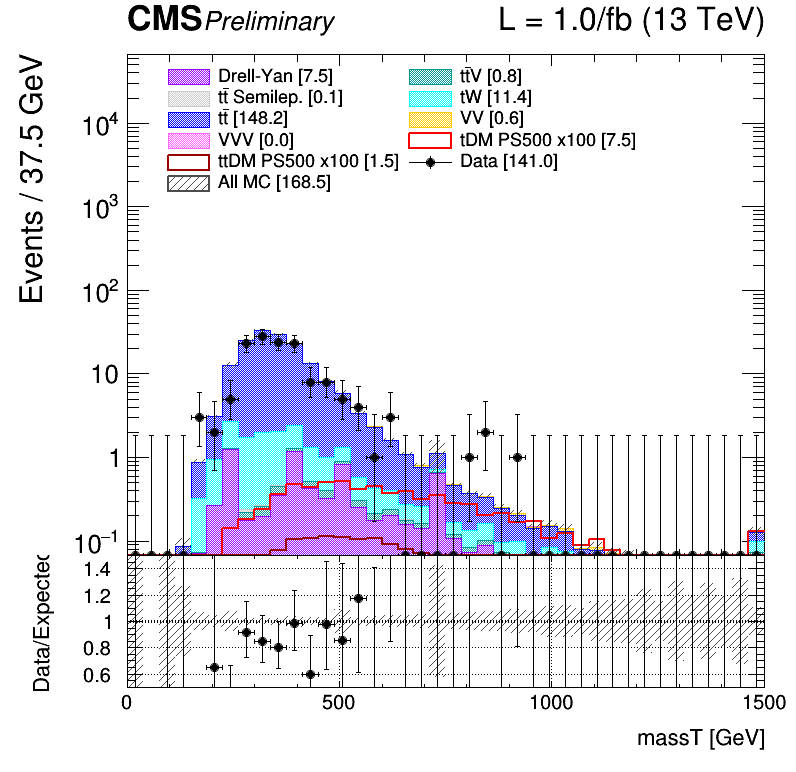 CMS Preliminary L = 1.0/fb (13 TeV)
Events / 37.5 GeV
Drell-Yan [7.5] tt̄V [0.8]
tt̄ Semilep. [0.1] tW [11.4]
tt̄ [148.2] VV [0.6]
VVV [0.0] tDM PS500 x100 [7.5]
ttDM PS500 x100 [1.5] Data [141.0]
All MC [168.5]
10⁴
10³
10²
10
1
10⁻¹
Data/Expected
1.4
1.2
1
0.8
0.6
0 500 1000 1500
massT [GeV]